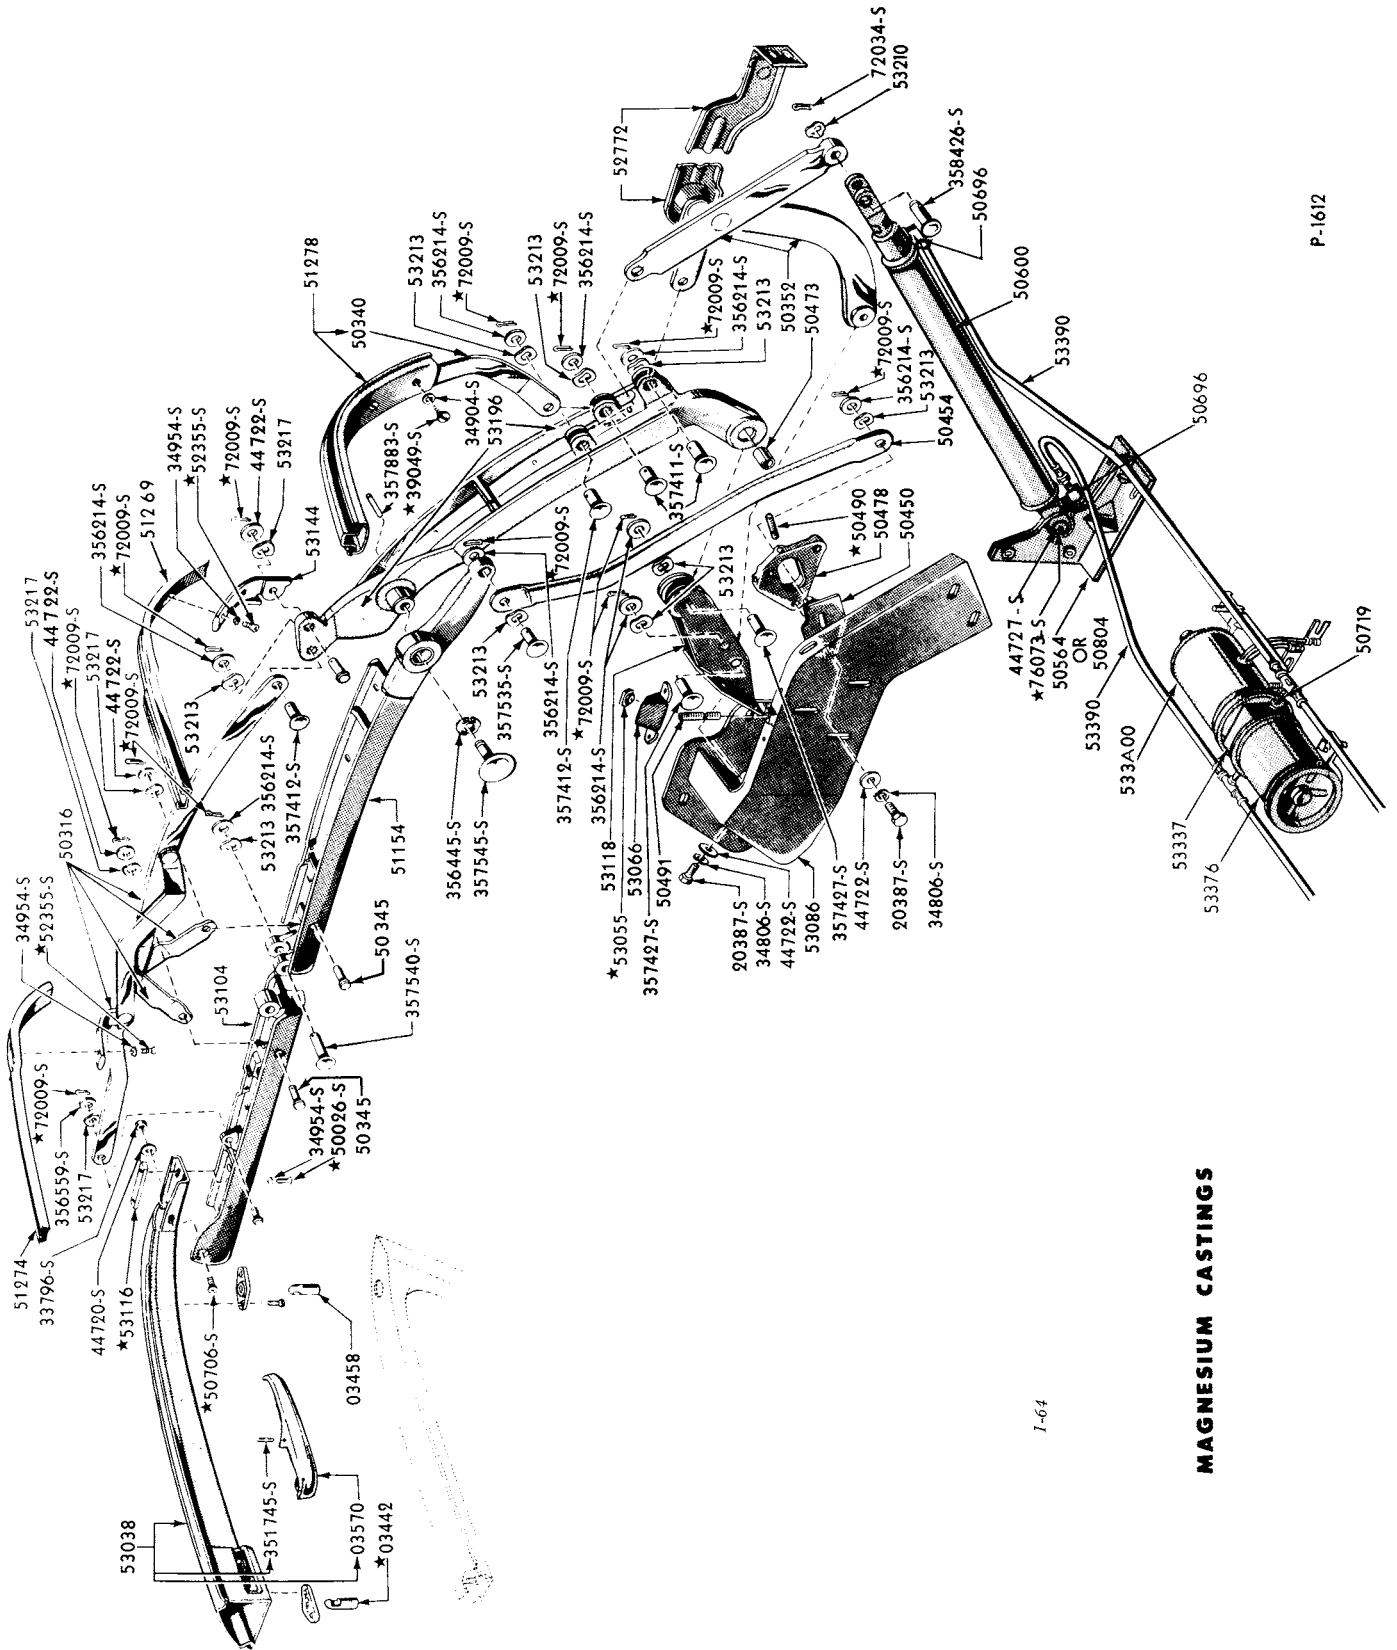 53038
★351745-S
03570
★03442
51274
33796-S
44720-S
★53116
★50706-S
03458
★72009-S
356559-S
53217
34954-S
★52355-S
50316
53104
34954-S
★50026-S
50345
357540-S
50345
53217
44722-S
★72009-S
53217
44722-S
★72009-S
53213
356214-S
357412-S
51154
356214-S
★72009-S
51269
34954-S
★52355-S
★72009-S
44722-S
53217
53144
53213
356445-S
357545-S
51278
50340
★357883-S
★39049-S
34904-S
53196
53213
356214-S
★72009-S
53213
★72009-S
356214-S
52772
72034-S
53210
358426-S
50696
50600
53390
50696
★72009-S
356214-S
53213
50352
50473
★72009-S
356214-S
53213
50454
357411-S
★72009-S
53213
357535-S
356214-S
357412-S
★72009-S
356214-S
53213
★50490
50478
50450
53118
★53055
53066
357427-S
50491
20387-S
34806-S
44722-S
53086
357427-S
44722-S
20387-S
34806-S
44727-S
★76073-S
50564
OR
50804
53390
533A00
53337
53376
50719
P-1612
1-64
MAGNESIUM CASTINGS